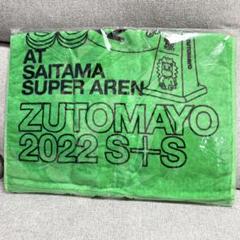 AT
SAITAMA
SUPER AREN
ZUTOMAYO
2022 S+S